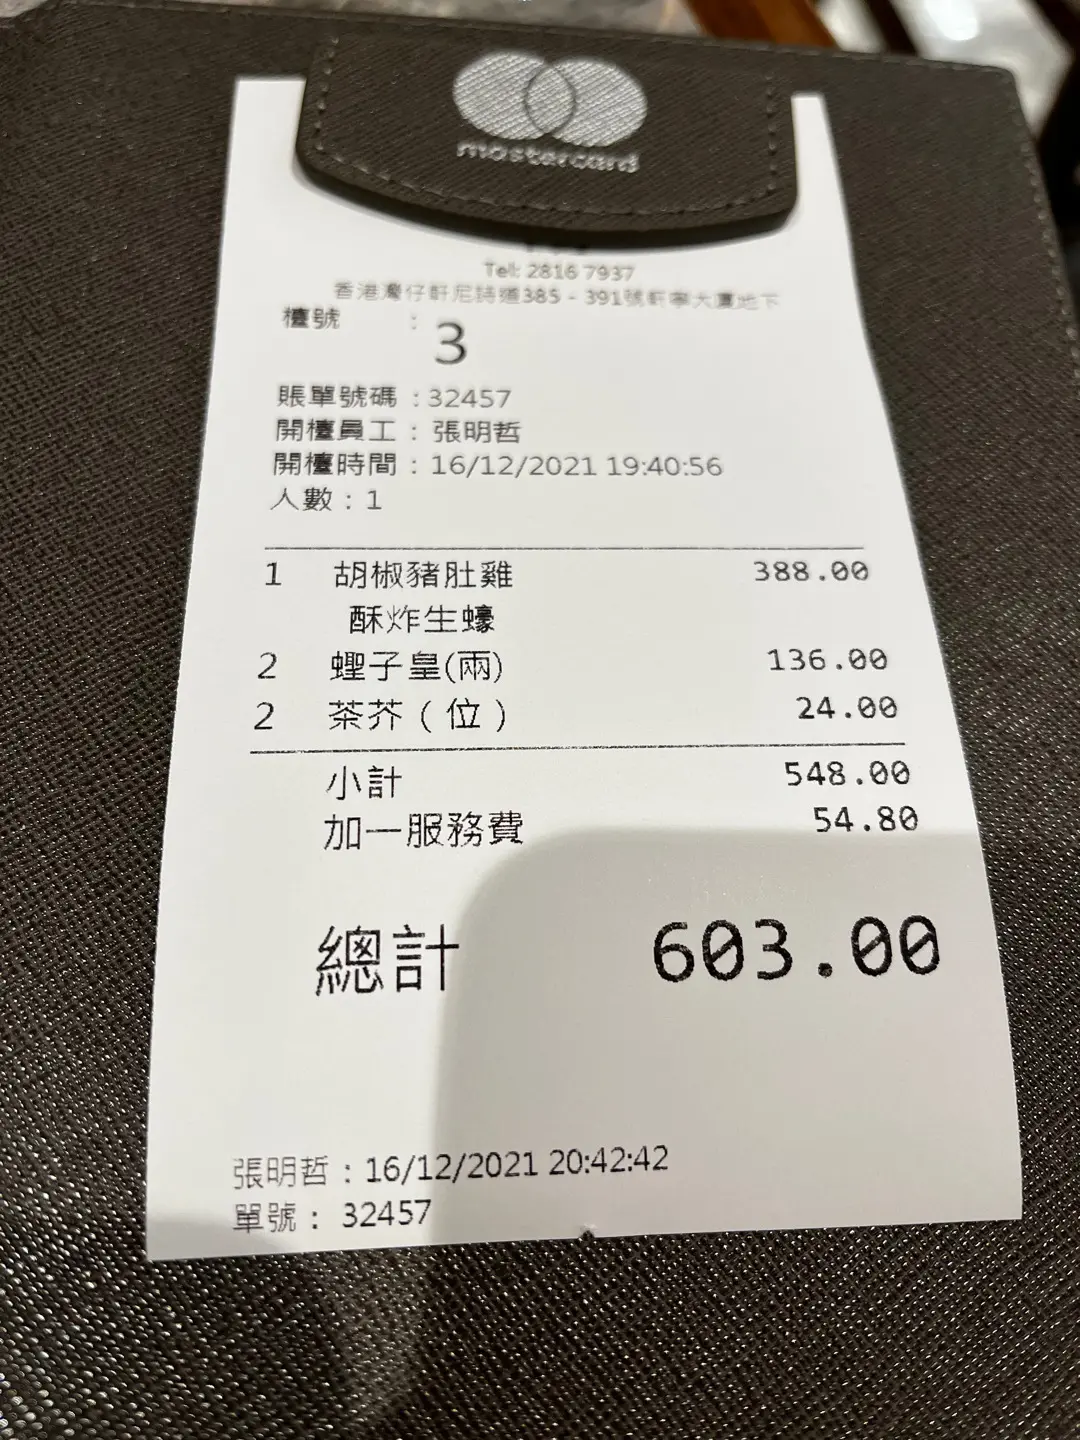 mastercard
Tel: 2816 7937
香港灣仔軒尼詩道385 - 391號軒寧大廈地下
檯號 : 3
賬單號碼 : 32457
開檯員工 : 張明哲
開檯時間 : 16/12/2021 19:40:56
人數 : 1
1 胡椒豬肚雞 388.00
酥炸生蠔
2 蟶子皇(兩) 136.00
2 茶芥 ( 位 ) 24.00
小計 548.00
加一服務費 54.80
總計 603.00
張明哲 : 16/12/2021 20:42:42
單號 : 32457